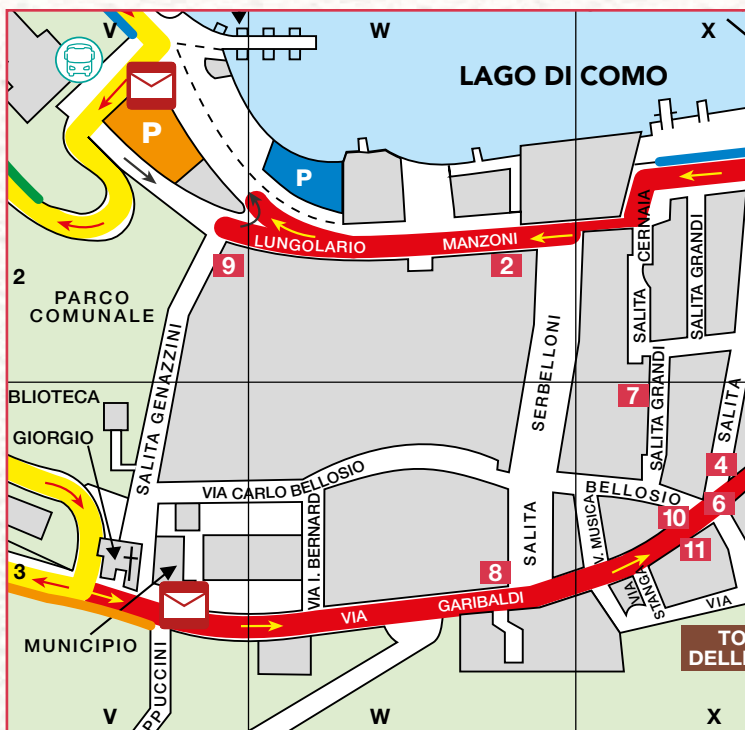 V
W
X
LAGO DI COMO
P
P
LUNGOLARIO
MANZONI
9
2
2
PARCO
COMUNALE
SALITA GENAZZINI
SERBELLONI
SALITA
SALITA CERNAIA
SALITA GRANDI
SALITA GRANDI
7
SALITA
4
6
10
11
BLIOTECA
GIORGIO
VIA CARLO BELLOSIO
BELLOSIO
VIA I. BERNARDI
V. MUSICA
VIA STANGA
VIA
8
3
VIA
GARIBALDI
MUNICIPIO
PPUCCINI
TO
DELL
V
W
X